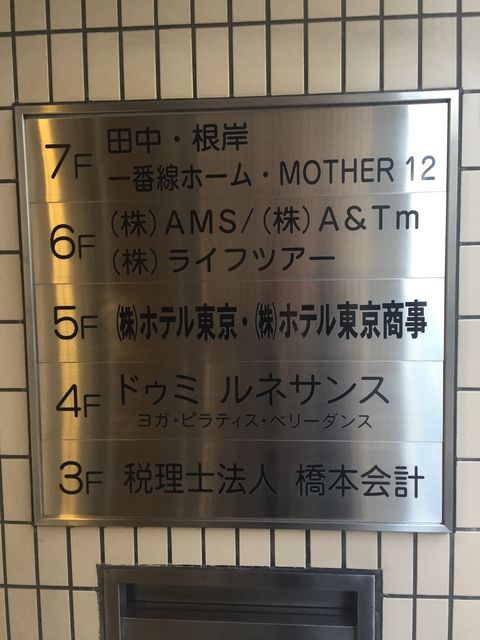 7F 田中・根岸
一番線ホーム・MOTHER 12
6F (株)AMS/(株)A&Tm
(株)ライフツアー
5F ㈱ホテル東京・㈱ホテル東京商事
4F ドゥミ ルネサンス
ヨガ・ピラティス・ベリーダンス
3F 税理士法人 橋本会計